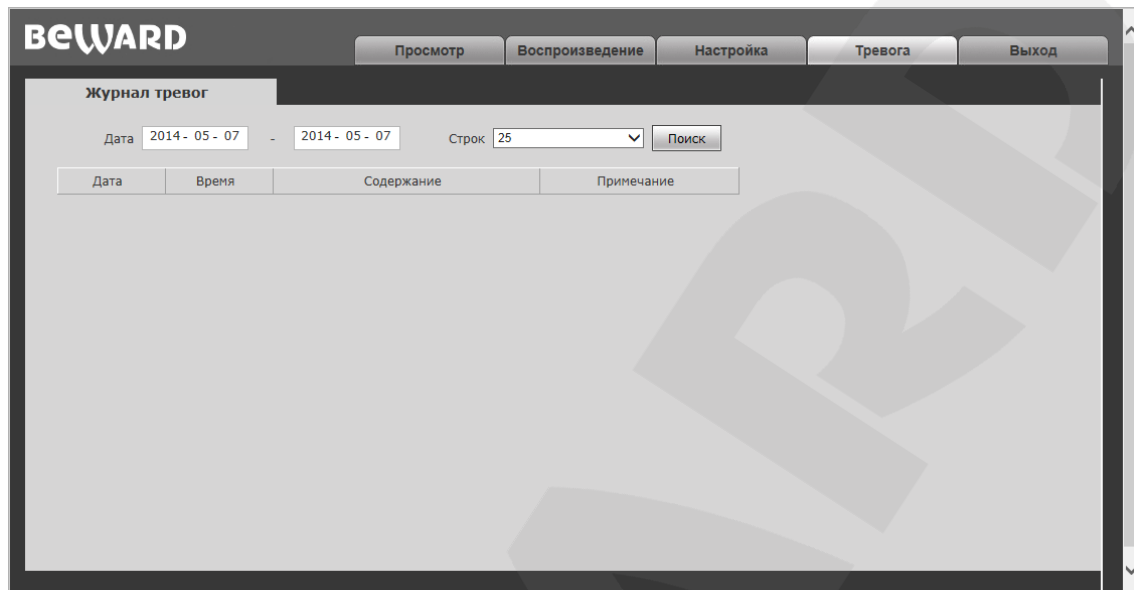 BEWARD
Просмотр Воспроизведение Настройка Тревога Выход
Журнал тревог
Дата 2014 - 05 - 07 - 2014 - 05 - 07 Строк 25 Поиск
Дата Время Содержание Примечание